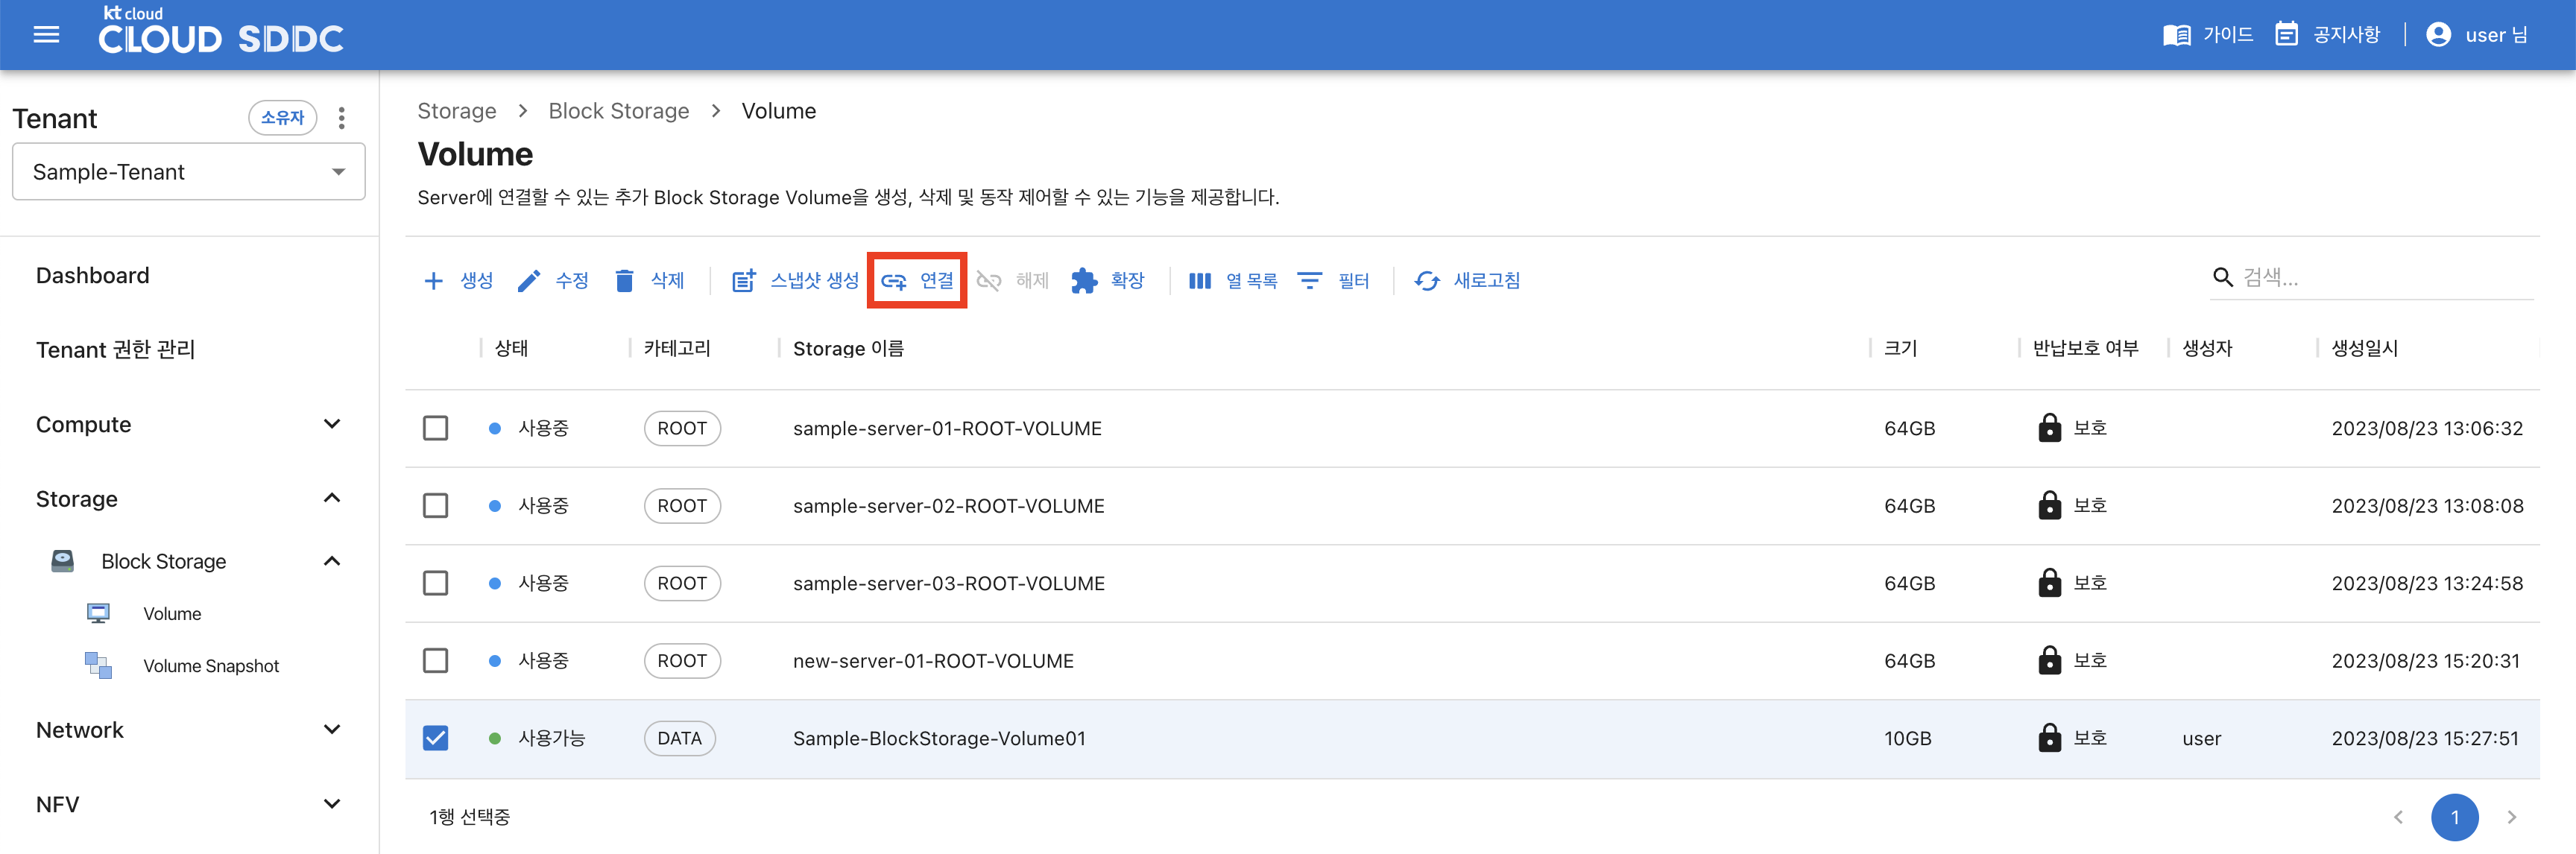 kt cloud
CLOUD SDDC
가이드
공지사항
user 님
Tenant
소유자
Sample-Tenant
Dashboard
Tenant 권한 관리
Compute
Storage
Block Storage
Volume
Volume Snapshot
Network
NFV
Storage > Block Storage > Volume
Volume
Server에 연결할 수 있는 추가 Block Storage Volume을 생성, 삭제 및 동작 제어할 수 있는 기능을 제공합니다.
생성 수정 삭제 스냅샷 생성 연결 해제 확장 열 목록 필터 새로고침 검색...
상태 카테고리 Storage 이름 크기 반납보호 여부 생성자 생성일시
사용중 ROOT sample-server-01-ROOT-VOLUME 64GB 보호 2023/08/23 13:06:32
사용중 ROOT sample-server-02-ROOT-VOLUME 64GB 보호 2023/08/23 13:08:08
사용중 ROOT sample-server-03-ROOT-VOLUME 64GB 보호 2023/08/23 13:24:58
사용중 ROOT new-server-01-ROOT-VOLUME 64GB 보호 2023/08/23 15:20:31
사용가능 DATA Sample-BlockStorage-Volume01 10GB 보호 user 2023/08/23 15:27:51
1행 선택중
1